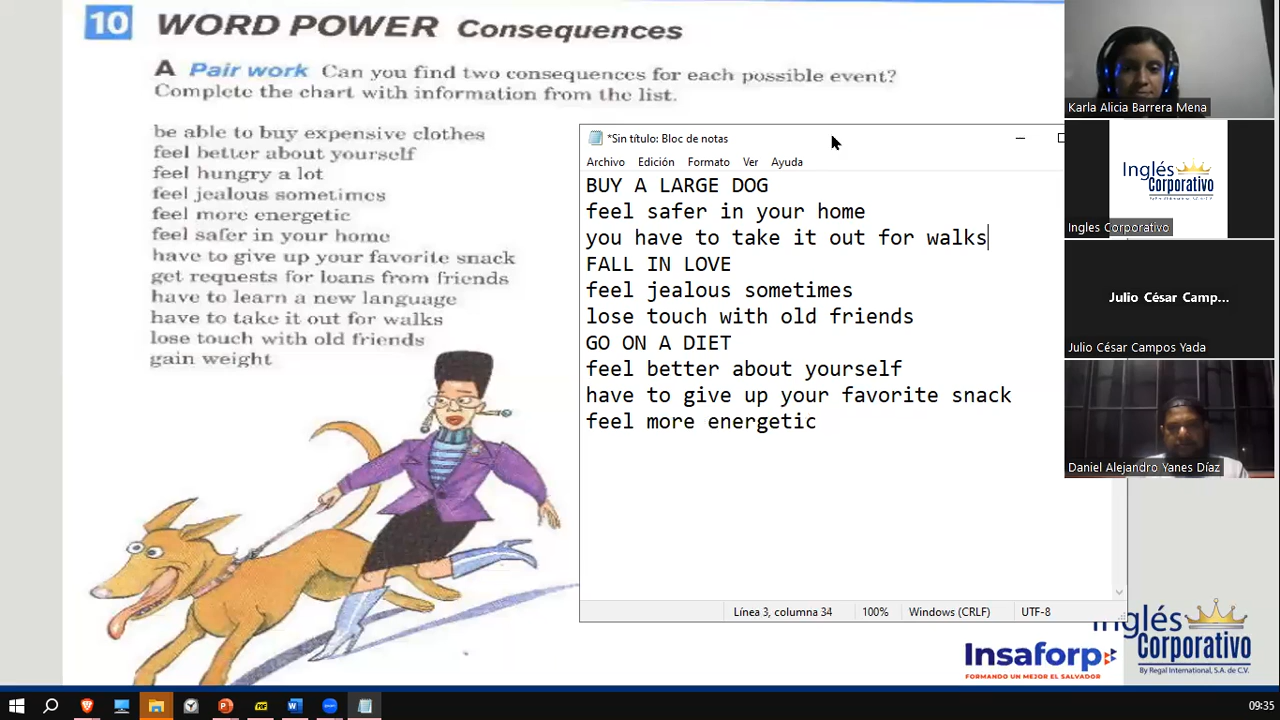 10 WORD POWER Consequences
A Pair work Can you find two consequences for each possible event?
Complete the chart with information from the list.
be able to buy expensive clothes
feel better about yourself
feel hungry a lot
feel jealous sometimes
feel more energetic
feel safer in your home
have to give up your favorite snack
get requests for loans from friends
have to learn a new language
have to take it out for walks
lose touch with old friends
gain weight
*Sin título: Bloc de notas
Archivo Edición Formato Ver Ayuda
BUY A LARGE DOG
feel safer in your home
you have to take it out for walks
FALL IN LOVE
feel jealous sometimes
lose touch with old friends
GO ON A DIET
feel better about yourself
have to give up your favorite snack
feel more energetic
Línea 3, columna 34 100% Windows (CRLF) UTF-8
Karla Alicia Barrera Mena
Inglés
Corporativo
Ingles Corporativo
Julio César Camp...
Julio César Campos Yada
Daniel Alejandro Yanes Díaz
Insaforp
FORMANDO UN MEJOR EL SALVADOR
Inglés
Corporativo
By Regal International, S.A. de C.V.
09:35